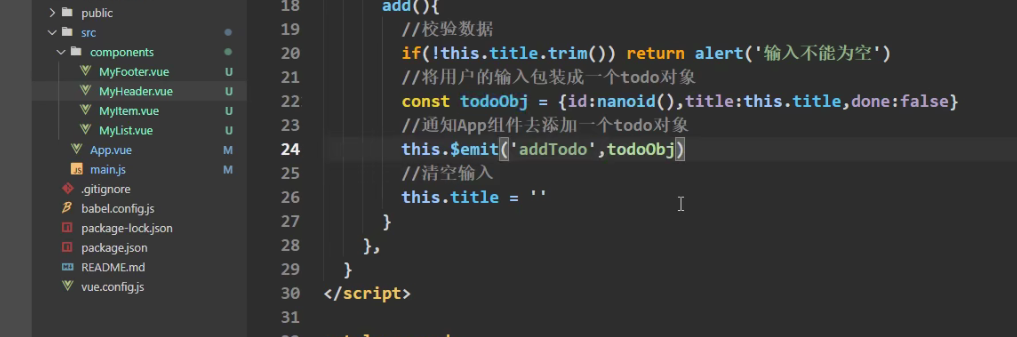 public
src
components
MyFooter.vue U
MyHeader.vue U
MyItem.vue U
MyList.vue U
App.vue M
main.js M
.gitignore
babel.config.js
package-lock.json
package.json
README.md
vue.config.js
18 add(){
19 //校验数据
20 if(!this.title.trim()) return alert('输入不能为空')
21 //将用户的输入包装成一个todo对象
22 const todoObj = {id:nanoid(),title:this.title,done:false}
23 //通知App组件去添加一个todo对象
24 this.$emit('addTodo',todoObj)
25 //清空输入
26 this.title = ''
27 }
28 },
29 }
30 </script>
31